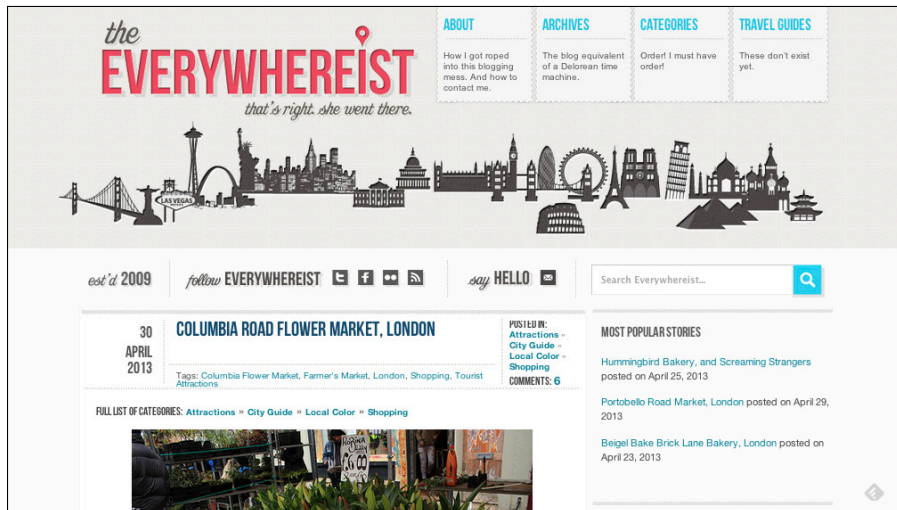 the
EVERYWHEREIST
that's right. she went there.
ABOUT
How I got roped
into this blogging
mess. And how to
contact me.
ARCHIVES
The blog equivalent
of a Delorean time
machine.
CATEGORIES
Order! I must have
order!
TRAVEL GUIDES
These don't exist
yet.
LAS VEGAS
est'd 2009
follow EVERYWHEREIST
say HELLO
Search Everywhereist...
30
APRIL
2013
COLUMBIA ROAD FLOWER MARKET, LONDON
Tags: Columbia Flower Market, Farmer's Market, London, Shopping, Tourist
Attractions
POSTED IN:
Attractions »
City Guide »
Local Color »
Shopping
COMMENTS: 6
FULL LIST OF CATEGORIES: Attractions » City Guide » Local Color » Shopping
MOST POPULAR STORIES
Hummingbird Bakery, and Screaming Strangers
posted on April 25, 2013
Portobello Road Market, London posted on April 29,
2013
Beigel Bake Brick Lane Bakery, London posted on
April 23, 2013